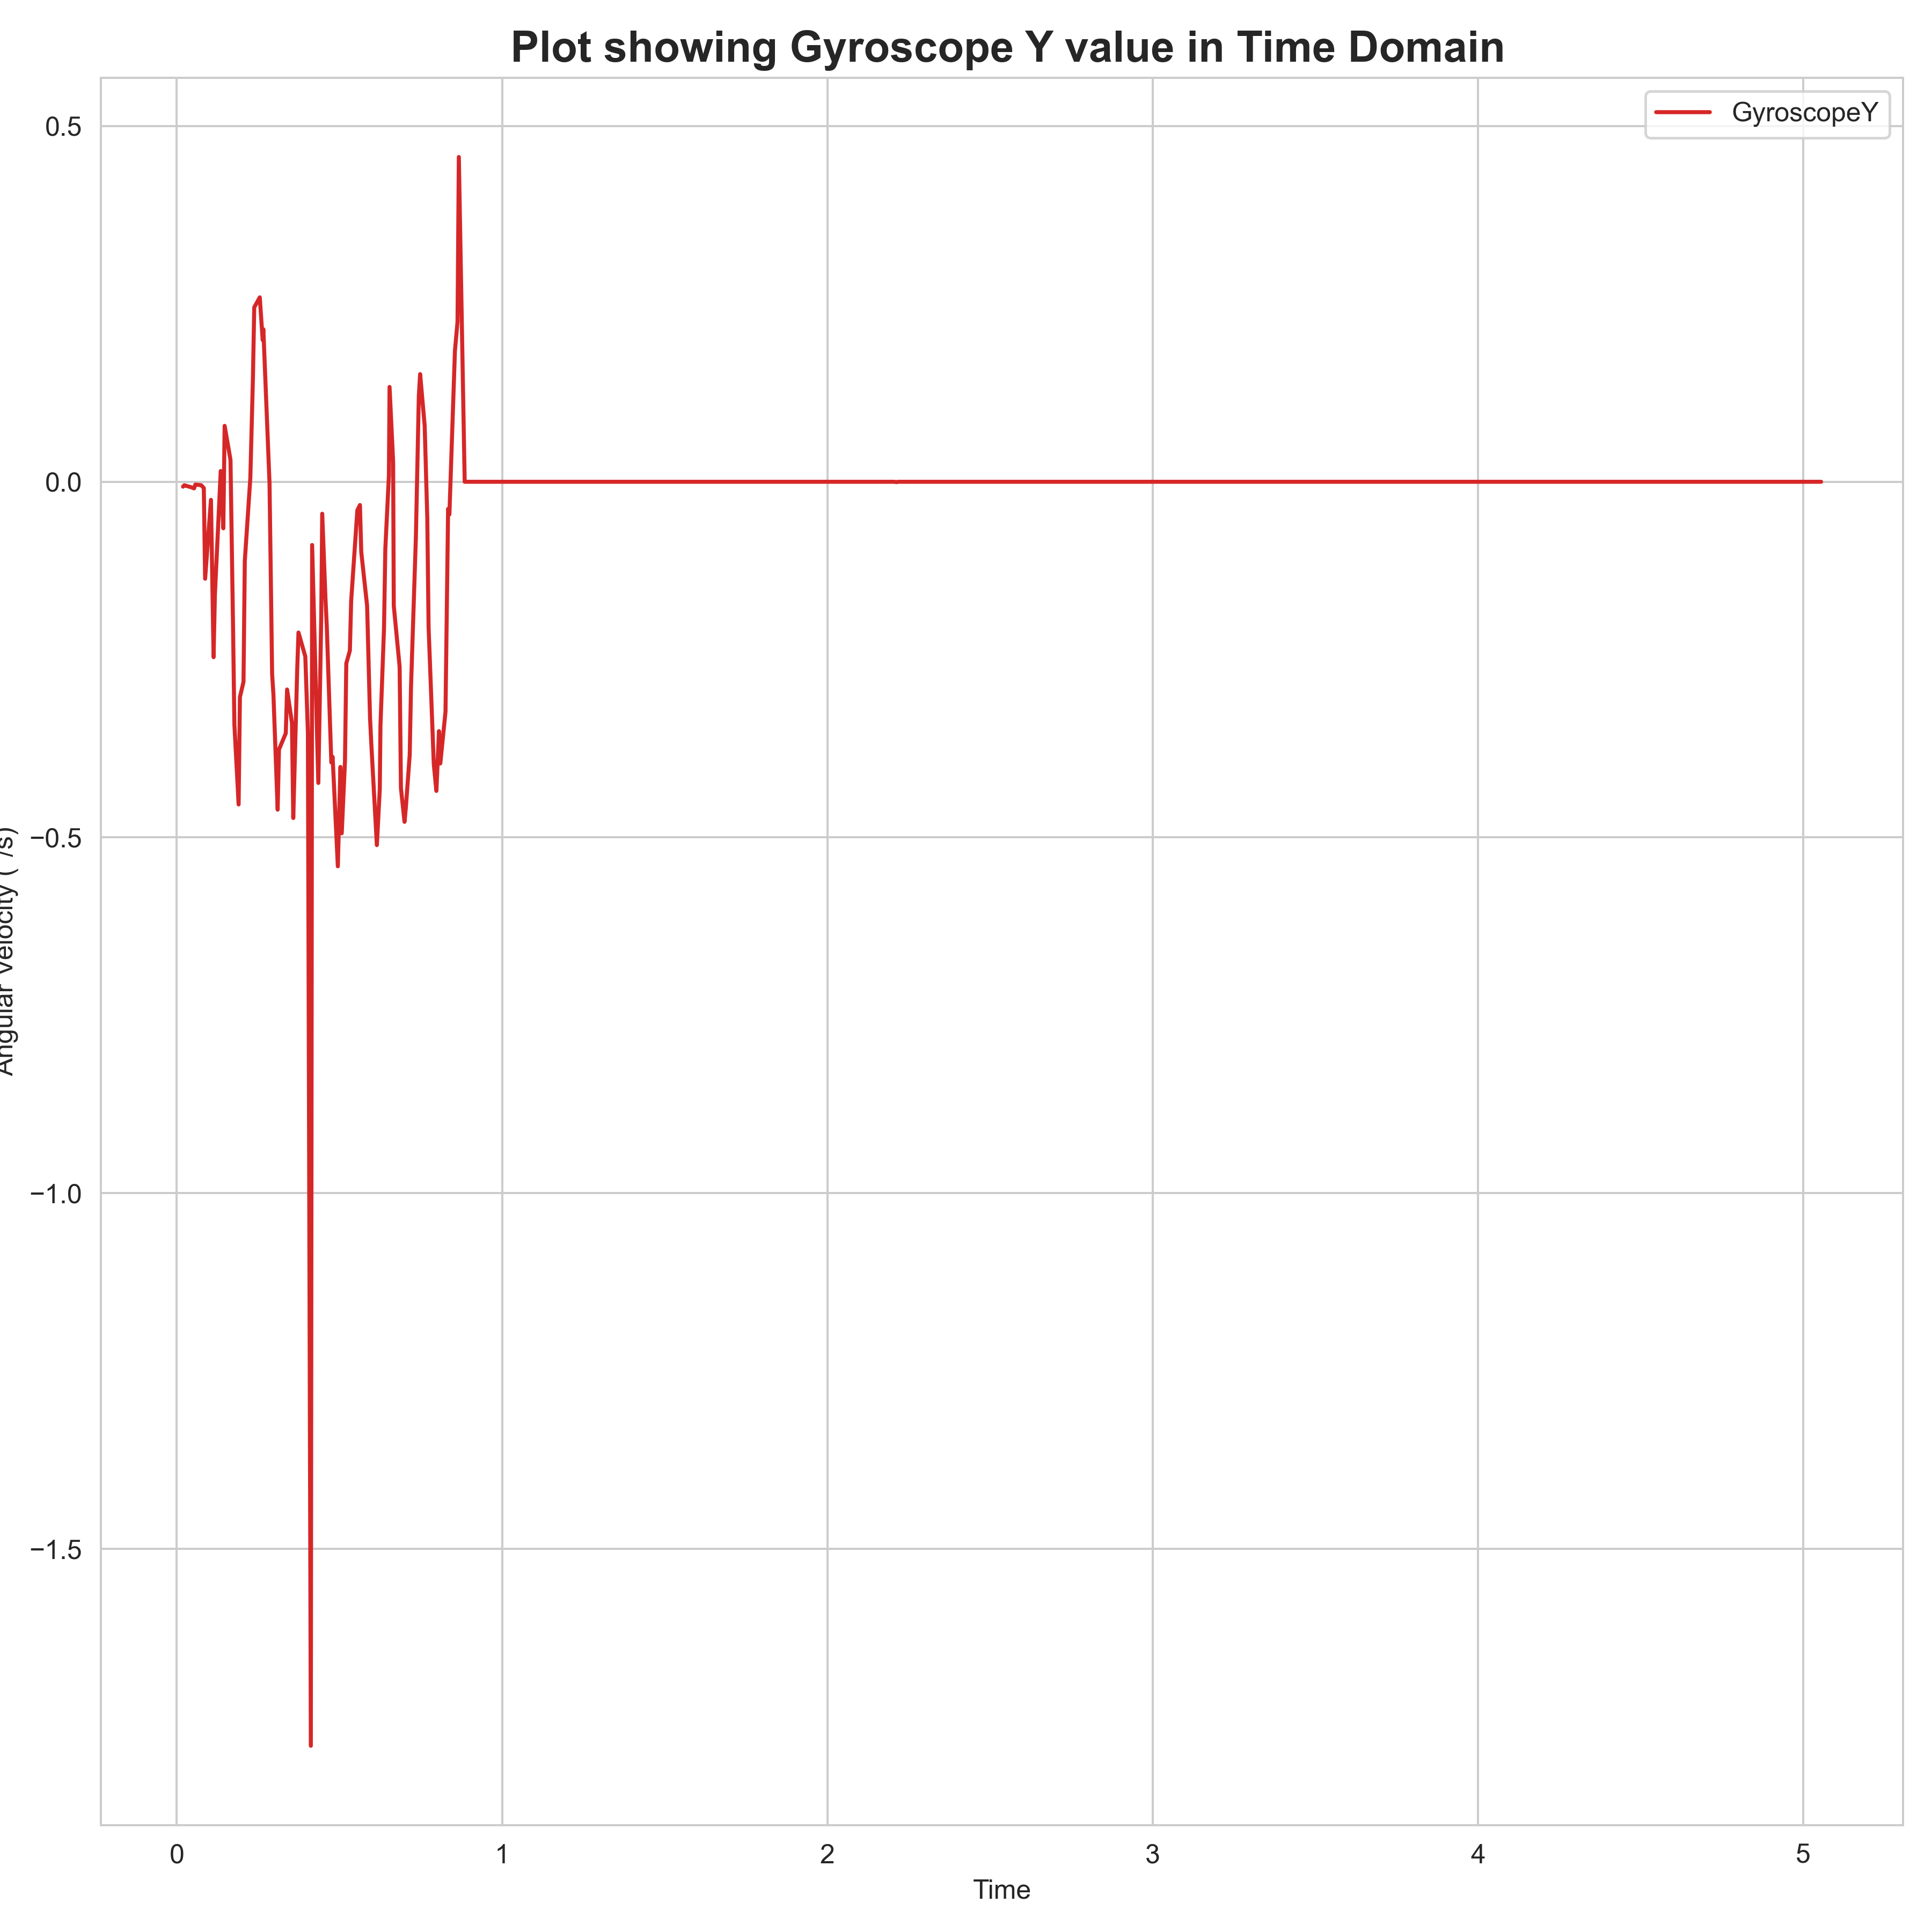 Plot showing Gyroscope Y value in Time Domain
GyroscopeY
0.5
0.0
−0.5
−1.0
−1.5
Angular Velocity ( /s)
0 1 2 3 4 5
Time